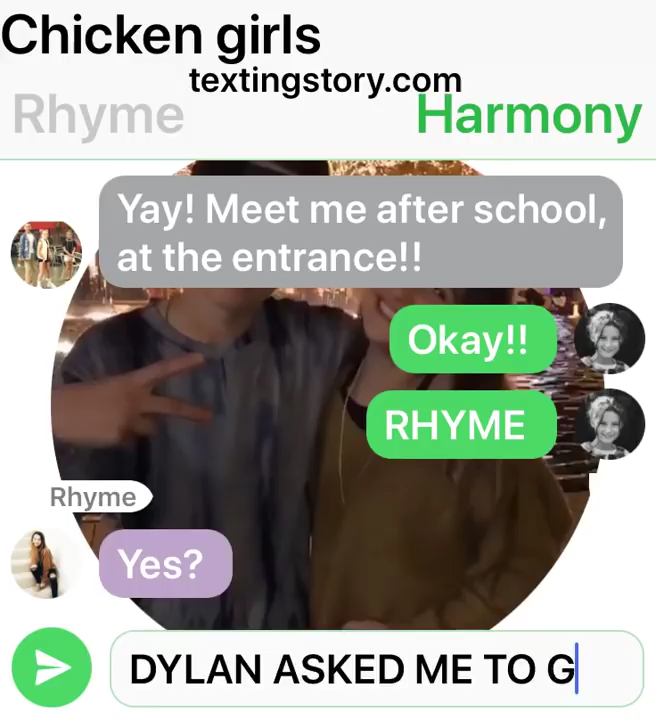 Chicken girls
textingstory.com
Rhyme
Harmony
Yay! Meet me after school,
at the entrance!!
Okay!!
RHYME
Rhyme
Yes?
DYLAN ASKED ME TO G